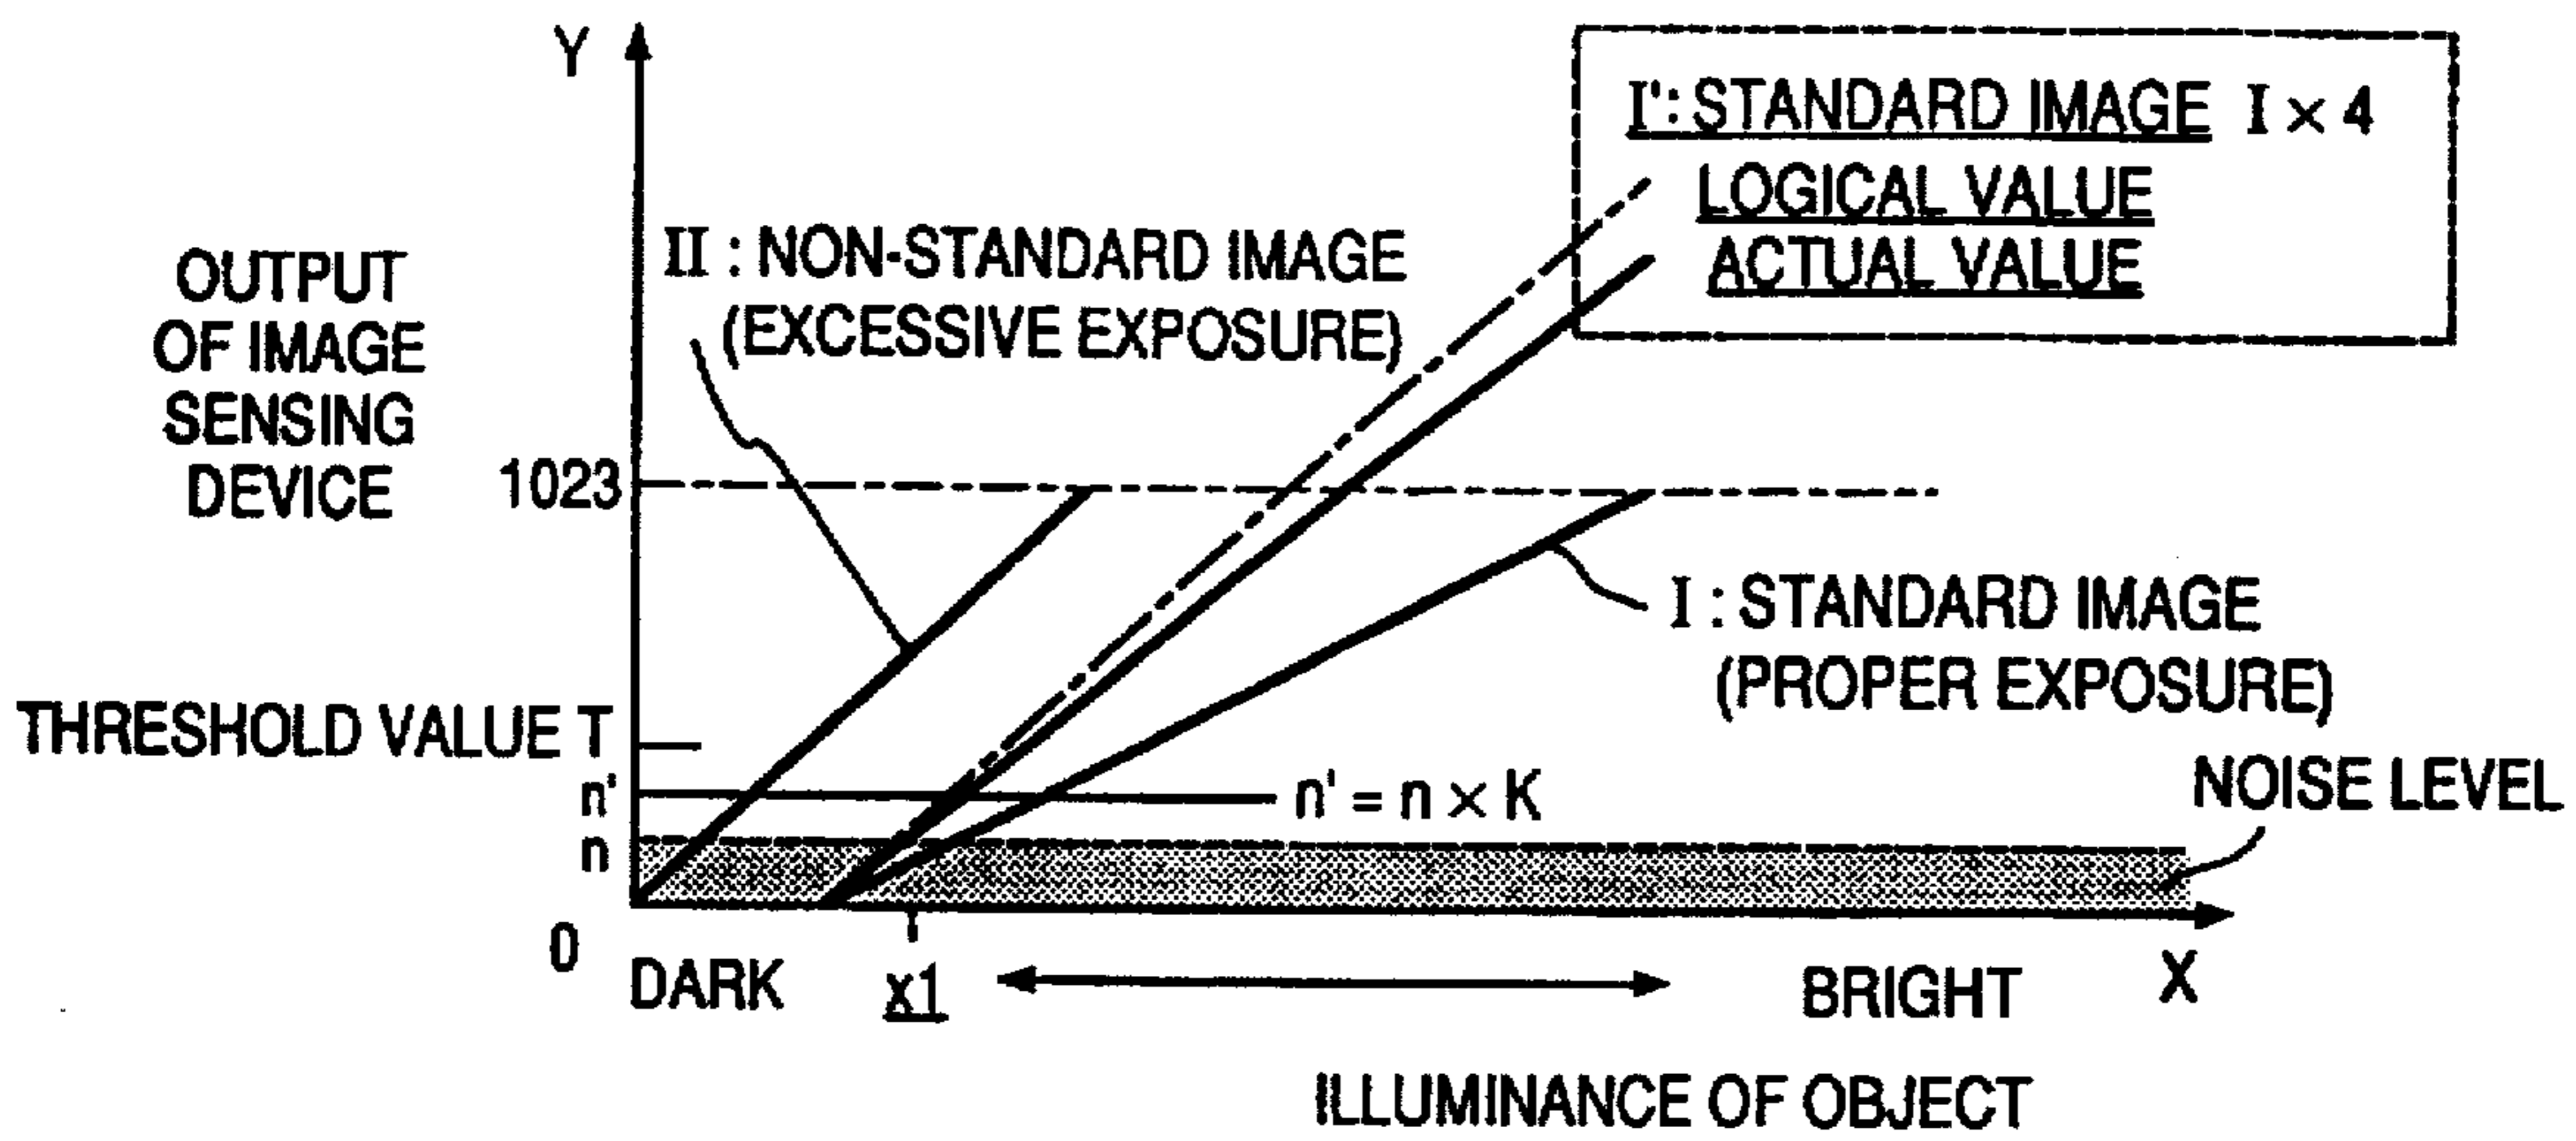 Y
I': STANDARD IMAGE I × 4
LOGICAL VALUE
ACTUAL VALUE
II : NON-STANDARD IMAGE
(EXCESSIVE EXPOSURE)
OUTPUT
OF IMAGE
SENSING
DEVICE
1023
I : STANDARD IMAGE
(PROPER EXPOSURE)
THRESHOLD VALUE T
n'
n' = n × K
NOISE LEVEL
n
0
DARK
x1
BRIGHT
X
ILLUMINANCE OF OBJECT